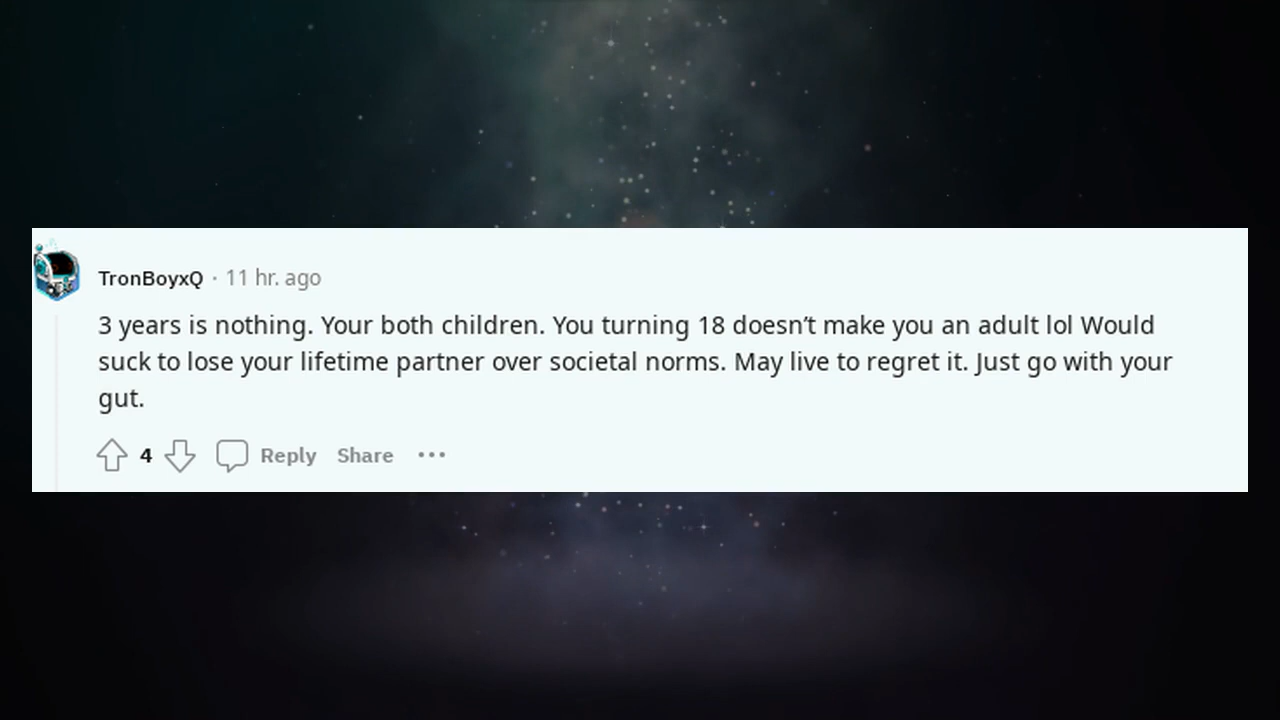 TronBoyxQ · 11 hr. ago
3 years is nothing. Your both children. You turning 18 doesn't make you an adult lol Would
suck to lose your lifetime partner over societal norms. May live to regret it. Just go with your
gut.
4 Reply Share